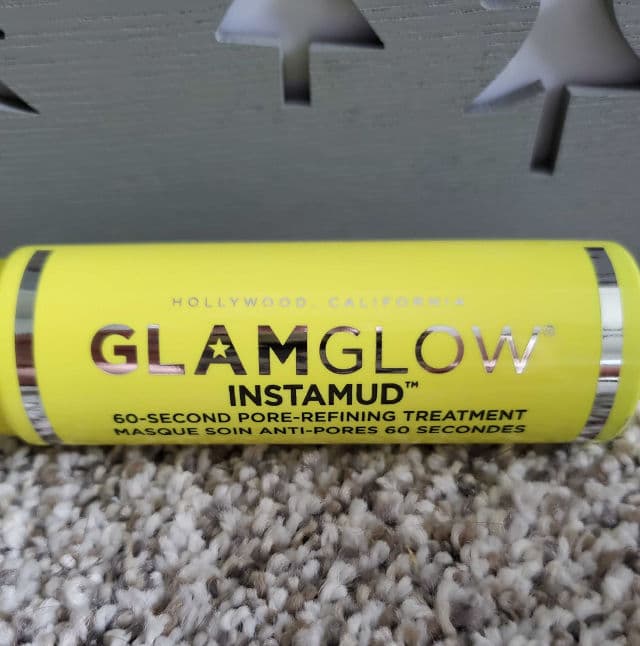 HOLLYWOOD, CALIFORNIA
GLAMGLOW®
INSTAMUD™
60-SECOND PORE-REFINING TREATMENT
MASQUE SOIN ANTI-PORES 60 SECONDES